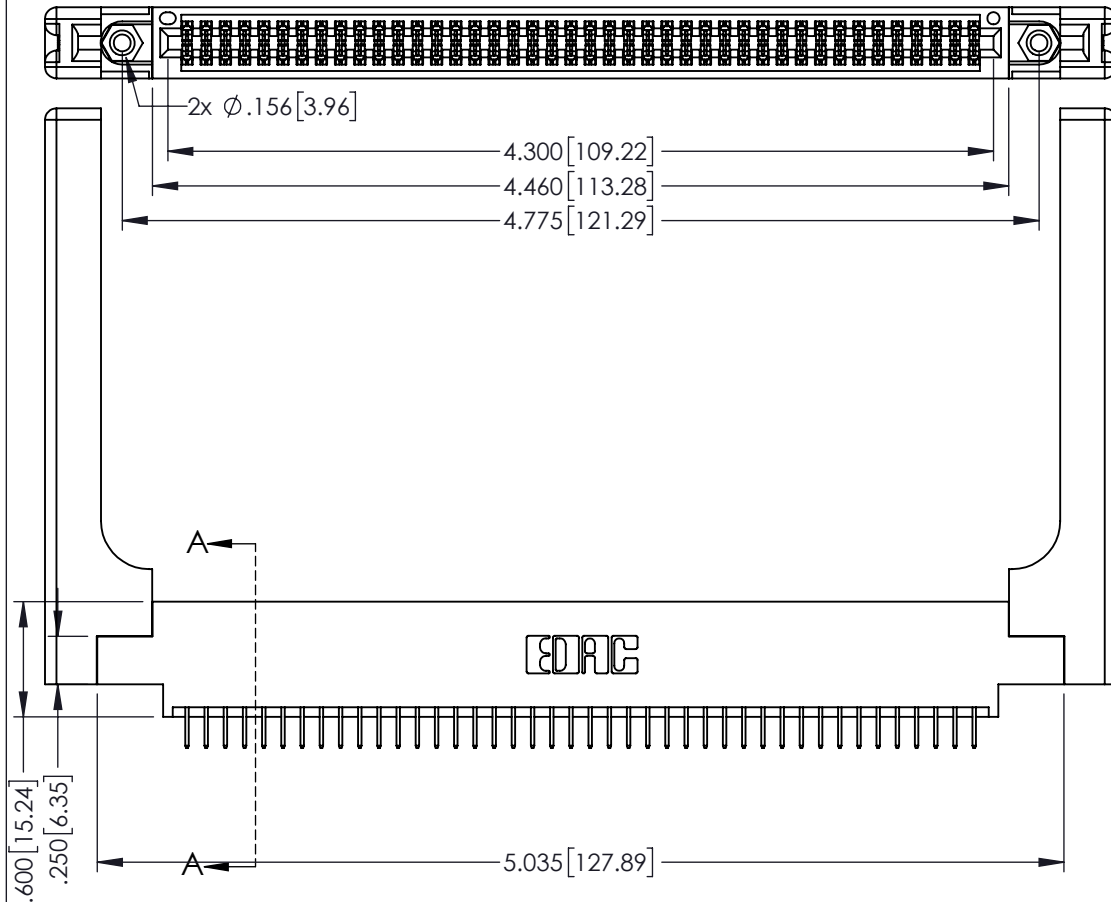 2x ∅ .156[3.96]
4.300[109.22]
4.460[113.28]
4.775[121.29]
A
EDAC
.600[15.24]
.250[6.35]
A
5.035[127.89]